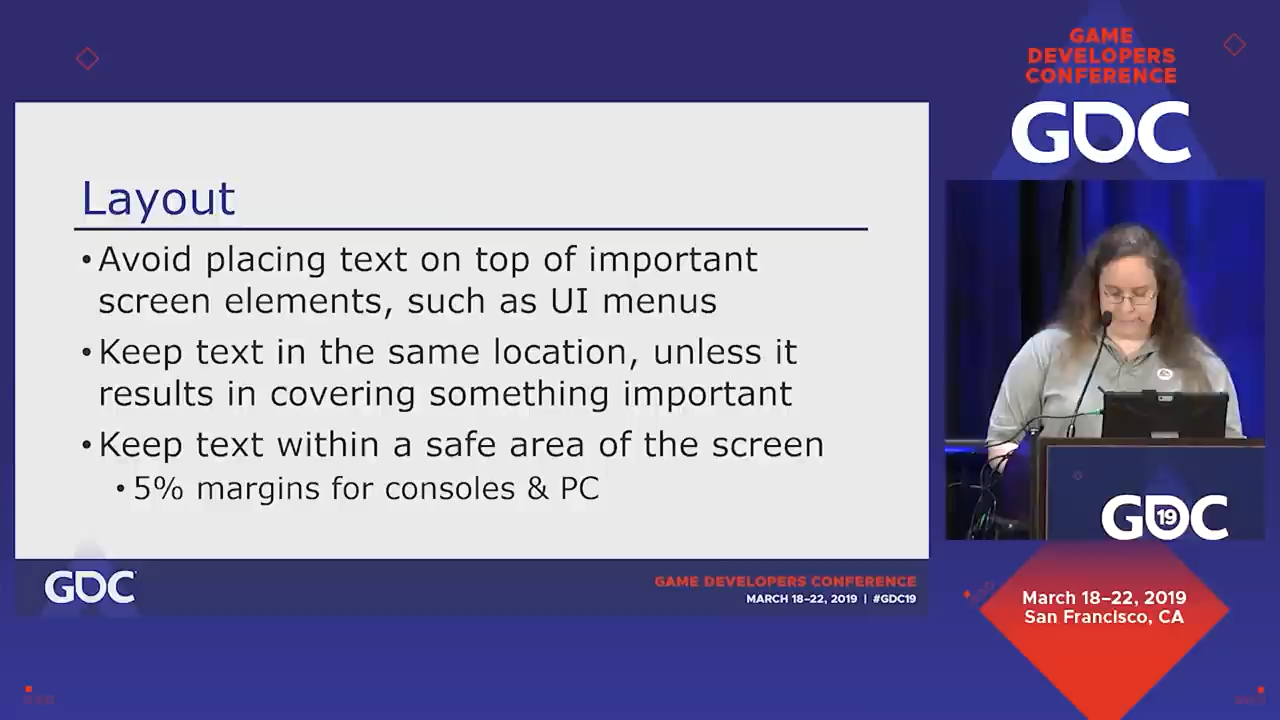 GAME
DEVELOPERS
CONFERENCE
GDC
Layout
•Avoid placing text on top of important
screen elements, such as UI menus
•Keep text in the same location, unless it
results in covering something important
•Keep text within a safe area of the screen
•5% margins for consoles & PC
GDC
GAME DEVELOPERS CONFERENCE
MARCH 18–22, 2019 | #GDC19
GDC
19
March 18–22, 2019
San Francisco, CA